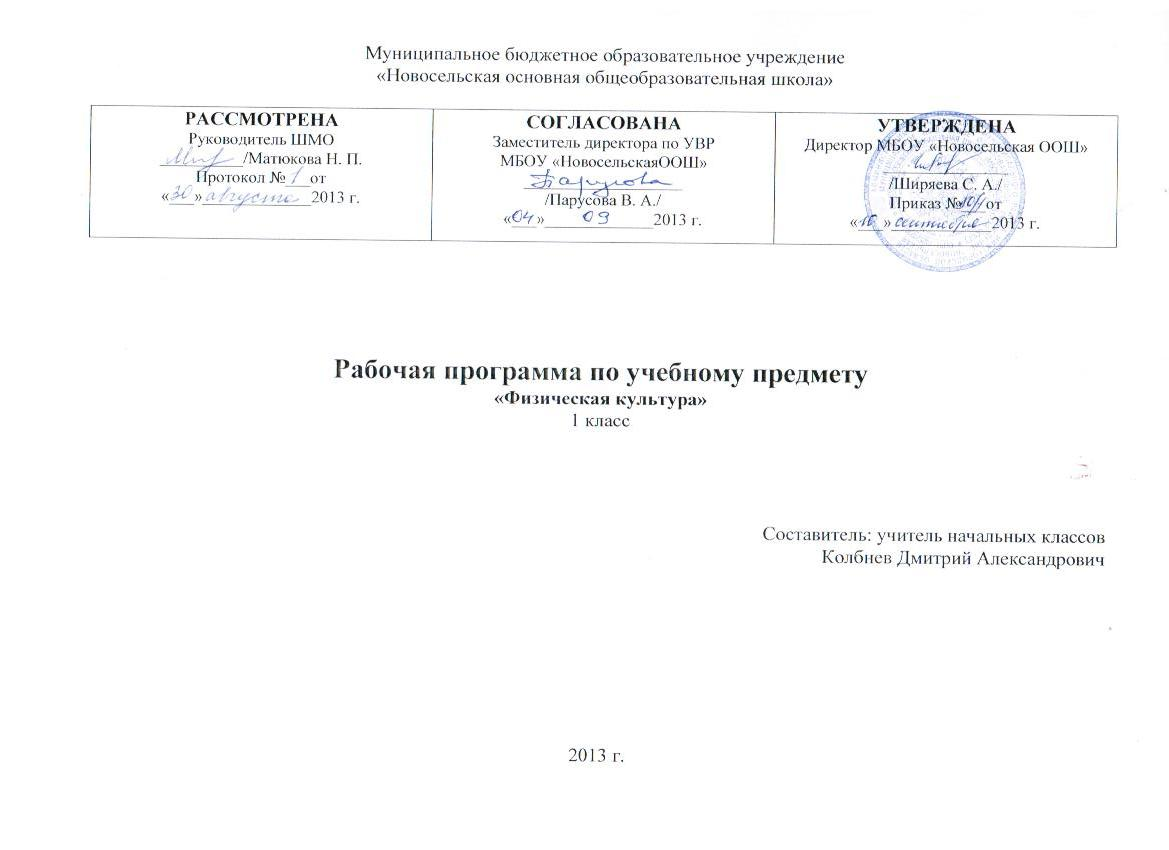 Муниципальное бюджетное образовательное учреждение
«Новосельская основная общеобразовательная школа»
РАССМОТРЕНА
Руководитель ШМО
/Матюкова Н. П.
Протокол № 1 от
«30» августа 2013 г.
СОГЛАСОВАНА
Заместитель директора по УВР
МБОУ «НовосельскаяООШ»
Парусова
/Парусова В. А./
«04» 09 2013 г.
УТВЕРЖДЕНА
Директор МБОУ «Новосельская ООШ»
/Ширяева С. А./
Приказ № от
« » сентября 2013 г.
Рабочая программа по учебному предмету
«Физическая культура»
1 класс
Составитель: учитель начальных классов
Колбнев Дмитрий Александрович
2013 г.